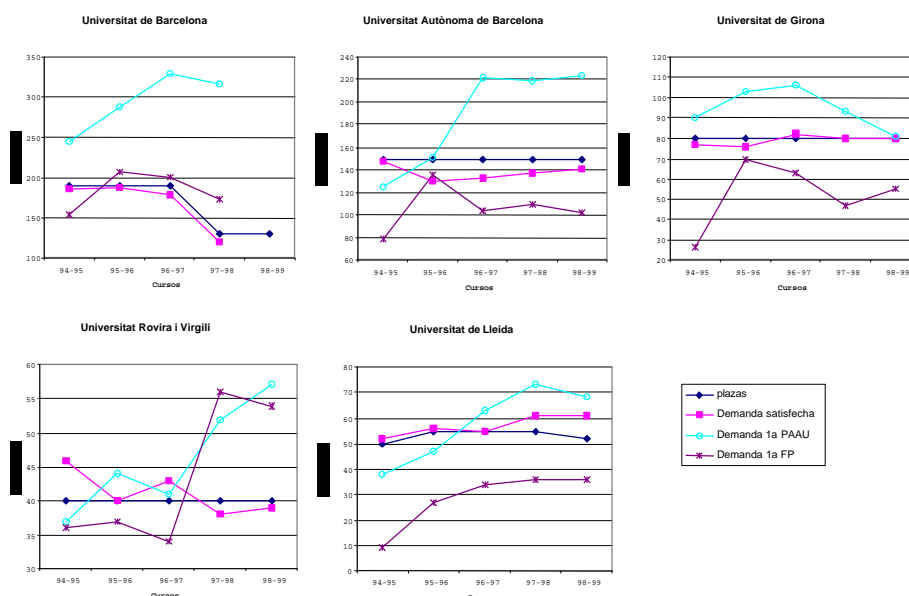 Universitat de Barcelona
350
300
250
200
150
100
94-95 95-96 96-97 97-98 98-99
Cursos
Universitat Autònoma de Barcelona
240
220
200
180
160
140
120
100
80
60
94-95 95-96 96-97 97-98 98-99
Cursos
Universitat de Girona
120
110
100
90
80
70
60
50
40
30
20
94-95 95-96 96-97 97-98 98-99
Cursos
Universitat Rovira i Virgili
60
55
50
45
40
35
30
94-95 95-96 96-97 97-98 98-99
Cursos
Universitat de Lleida
80
70
60
50
40
30
20
10
0
94-95 95-96 96-97 97-98 98-99
plazas
Demanda satisfecha
Demanda 1a PAAU
Demanda 1a FP